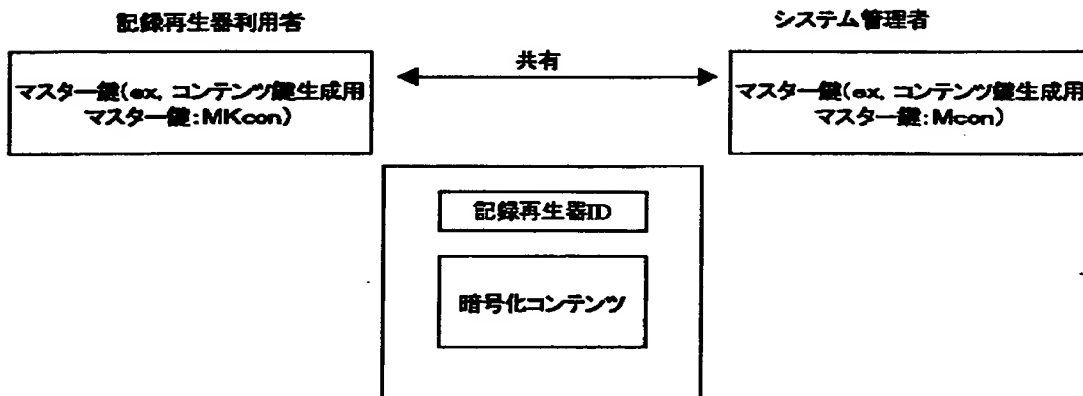 記録再生器利用者
システム管理者
共有
マスター鍵(ex, コンテンツ鍵生成用
マスター鍵:MKcon)
マスター鍵(ex, コンテンツ鍵生成用
マスター鍵:Mcon)
記録再生器ID
暗号化コンテンツ